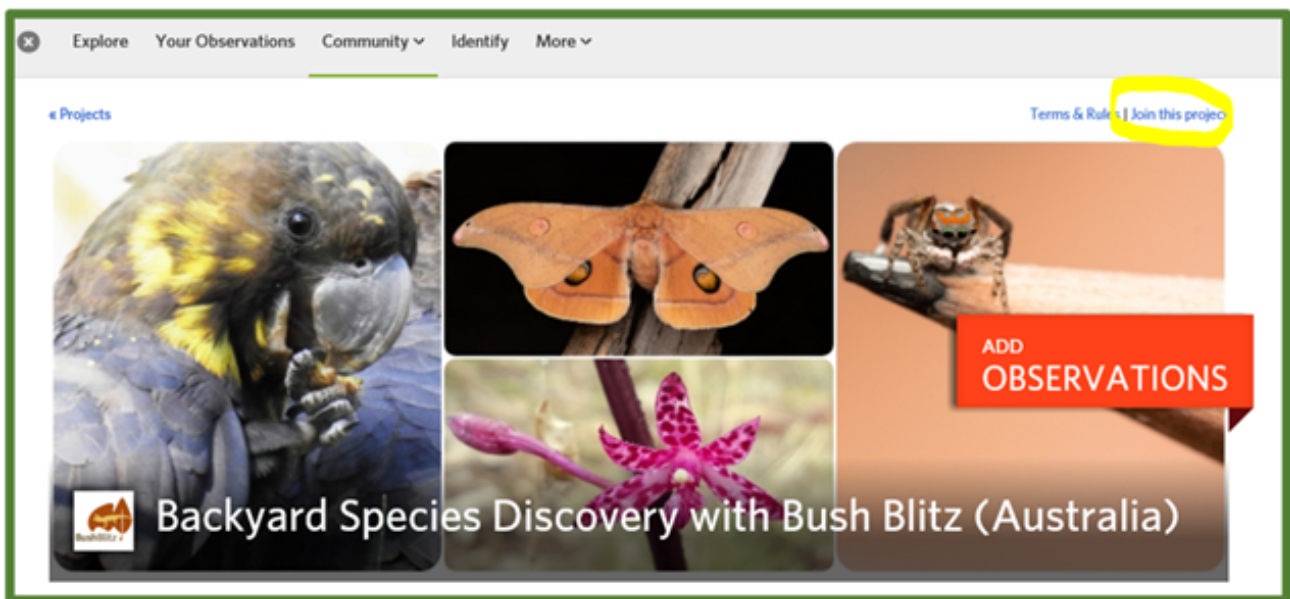 Explore Your Observations Community Identify More
« Projects
Terms & Rules | Join this project
ADD
OBSERVATIONS
BushBlitz
Backyard Species Discovery with Bush Blitz (Australia)